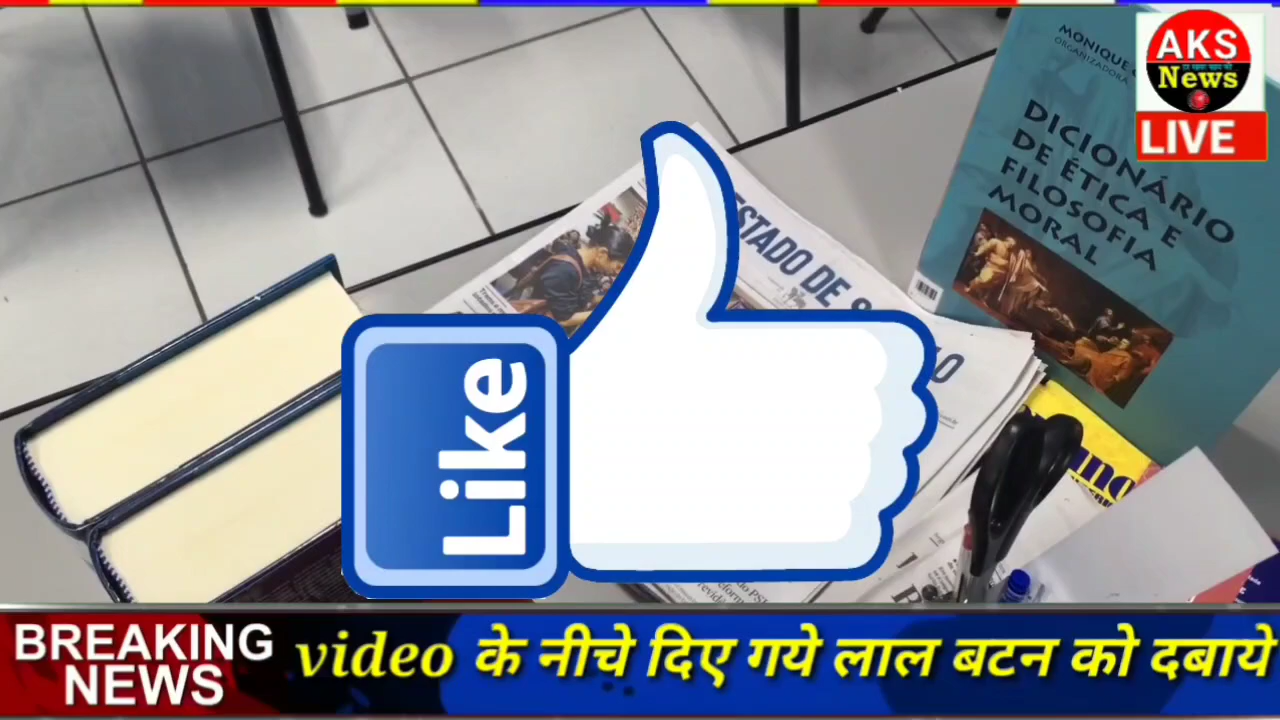 AKS
News
LIVE
MONIQUE
ORGANIZADORA
DICIONÁRIO
DE ÉTICA E
FILOSOFIA
MORAL
ESTADO DE S
Like
BREAKING
NEWS
video के नीचे दिए गये लाल बटन को दबाये